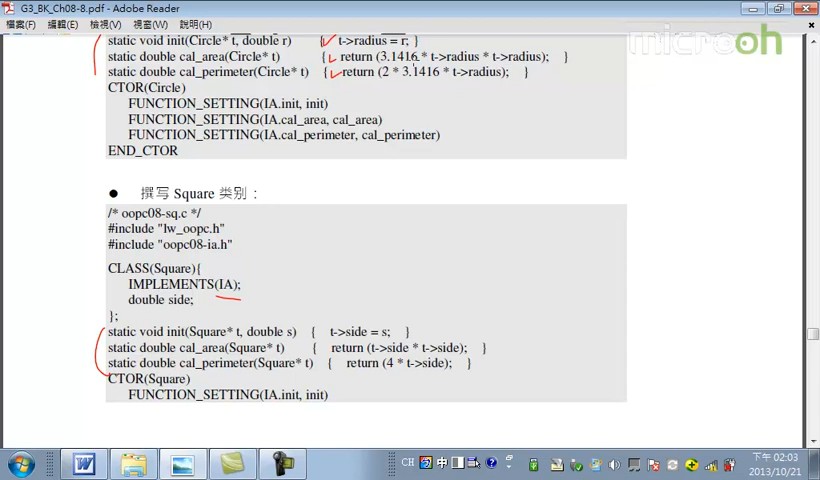 G3_BK_Ch08-8.pdf - Adobe Reader
檔案(F) 編輯(E) 檢視(V) 視窗(W) 說明(H)
microoh
static void init(Circle* t, double r) { t->radius = r; }
static double cal_area(Circle* t) { return (3.1416 * t->radius * t->radius); }
static double cal_perimeter(Circle* t) { return (2 * 3.1416 * t->radius); }
CTOR(Circle)
FUNCTION_SETTING(IA.init, init)
FUNCTION_SETTING(IA.cal_area, cal_area)
FUNCTION_SETTING(IA.cal_perimeter, cal_perimeter)
END_CTOR
● 撰写 Square 类别：
/* oopc08-sq.c */
#include "lw_oopc.h"
#include "oopc08-ia.h"
CLASS(Square){
IMPLEMENTS(IA);
double side;
};
static void init(Square* t, double s) { t->side = s; }
static double cal_area(Square* t) { return (t->side * t->side); }
static double cal_perimeter(Square* t) { return (4 * t->side); }
CTOR(Square)
FUNCTION_SETTING(IA.init, init)
CH 中
下午 02:03
2013/10/21